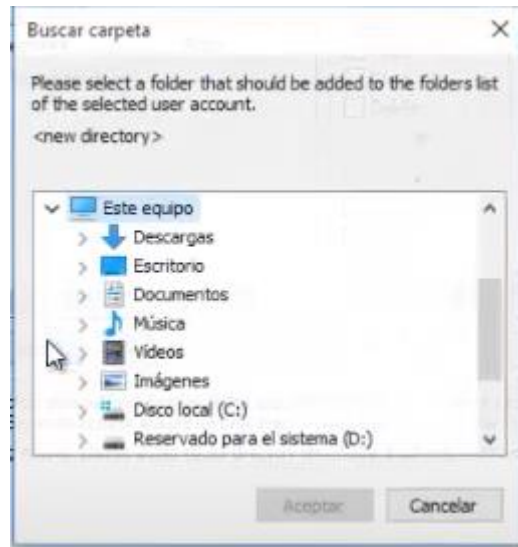 Buscar carpeta
Please select a folder that should be added to the folders list
of the selected user account.
<new directory>
Este equipo
Descargas
Escritorio
Documentos
Música
Vídeos
Imágenes
Disco local (C:)
Reservado para el sistema (D:)
Aceptar
Cancelar